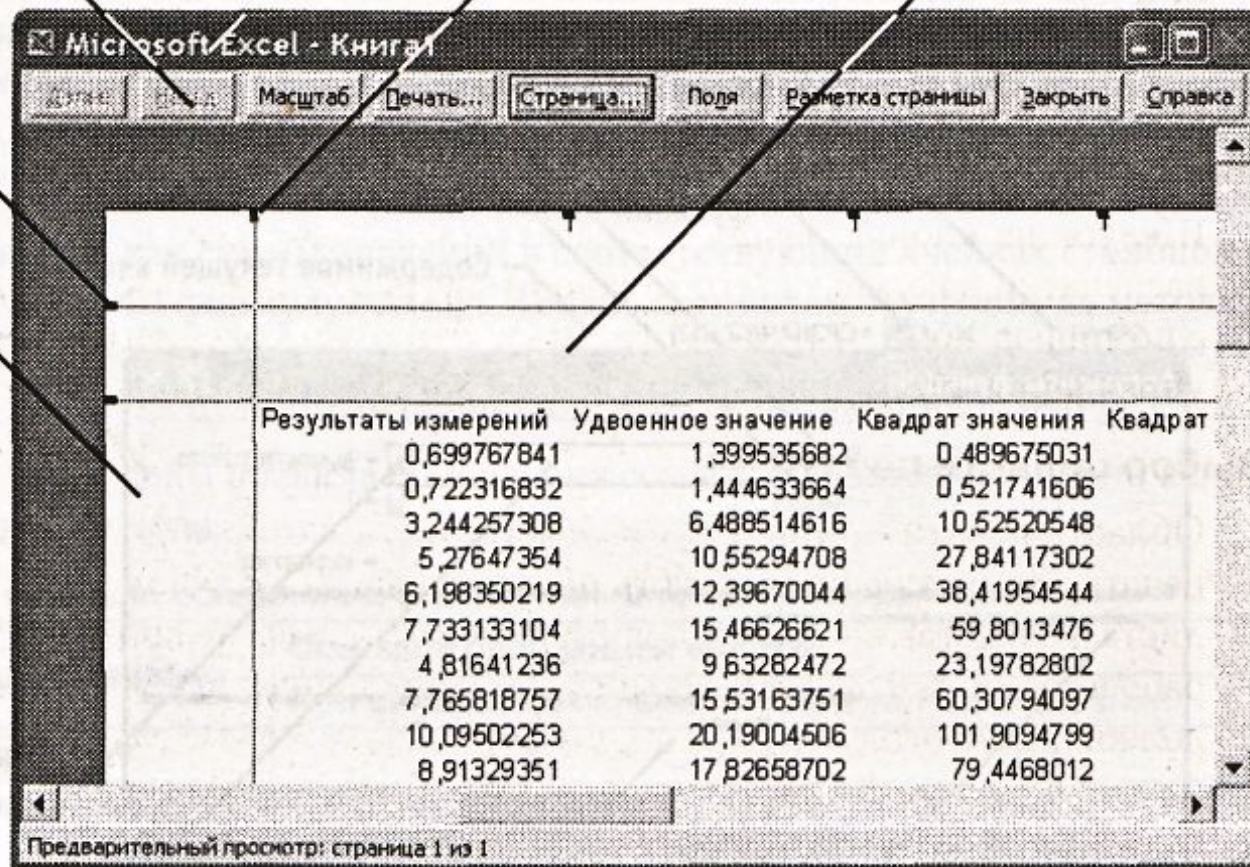 Microsoft Excel - Книга1
Далее Назад Масштаб Печать... Страница... Поля Разметка страницы Закрыть Справка
Результаты измерений Удвоенное значение Квадрат значения Квадрат
0,699767841 1,399535682 0,489675031
0,722316832 1,444633664 0,521741606
3,244257308 6,488514616 10,52520548
5,27647354 10,55294708 27,84117302
6,198350219 12,39670044 38,41954544
7,733133104 15,46626621 59,8013476
4,81641236 9,63282472 23,19782802
7,765818757 15,53163751 60,30794097
10,09502253 20,19004506 101,9094799
8,91329351 17,82658702 79,4468012
Предварительный просмотр: страница 1 из 1